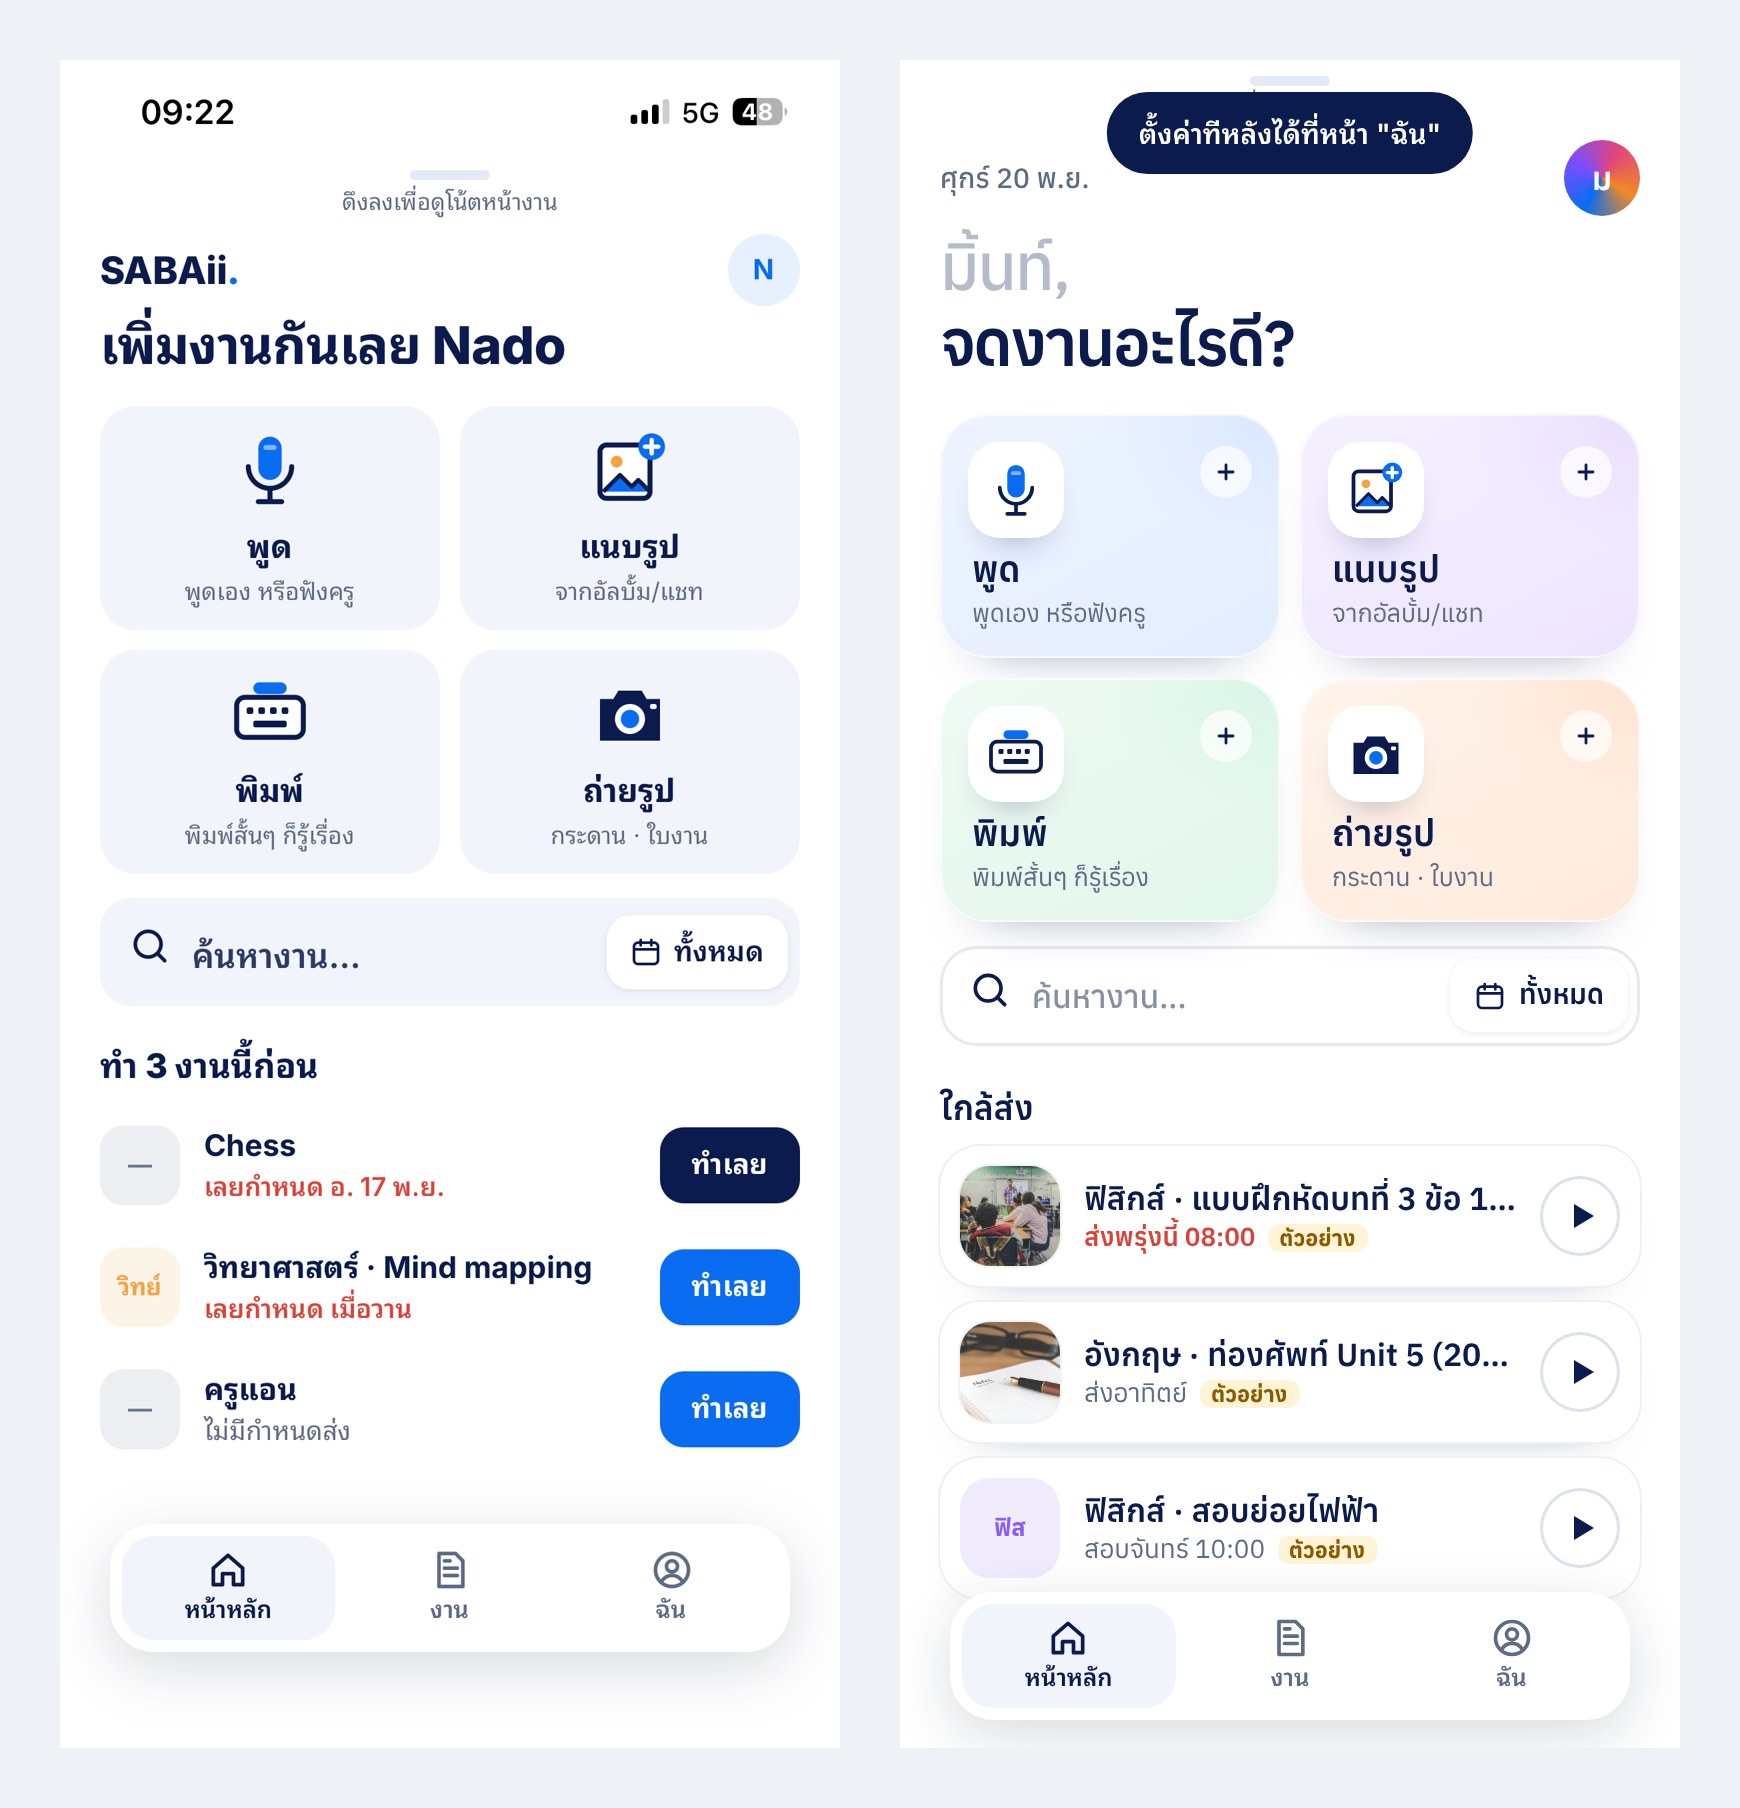 09:22
5G 48
ดึงลงเพื่อดูโน้ตหน้างาน
SABAii.
N
เพิ่มงานกันเลย Nado
พูด
พูดเอง หรือฟังครู
แนบรูป
จากอัลบั้ม/แชท
พิมพ์
พิมพ์สั้นๆ ก็รู้เรื่อง
ถ่ายรูป
กระดาน · ใบงาน
ค้นหางาน...
ทั้งหมด
ทำ 3 งานนี้ก่อน
Chess
เลยกำหนด อ. 17 พ.ย.
ทำเลย
วิทย์
วิทยาศาสตร์ · Mind mapping
เลยกำหนด เมื่อวาน
ทำเลย
ครูแอน
ไม่มีกำหนดส่ง
ทำเลย
หน้าหลัก
งาน
ฉัน
ตั้งค่าทีหลังได้ที่หน้า "ฉัน"
ศุกร์ 20 พ.ย.
ม
มิ้นท์,
จดงานอะไรดี?
พูด
พูดเอง หรือฟังครู
แนบรูป
จากอัลบั้ม/แชท
พิมพ์
พิมพ์สั้นๆ ก็รู้เรื่อง
ถ่ายรูป
กระดาน · ใบงาน
ค้นหางาน...
ทั้งหมด
ใกล้ส่ง
ฟิสิกส์ · แบบฝึกหัดบทที่ 3 ข้อ 1...
ส่งพรุ่งนี้ 08:00 ตัวอย่าง
อังกฤษ · ท่องศัพท์ Unit 5 (20...
ส่งอาทิตย์ ตัวอย่าง
ฟิส
ฟิสิกส์ · สอบย่อยไฟฟ้า
สอบจันทร์ 10:00 ตัวอย่าง
หน้าหลัก
งาน
ฉัน